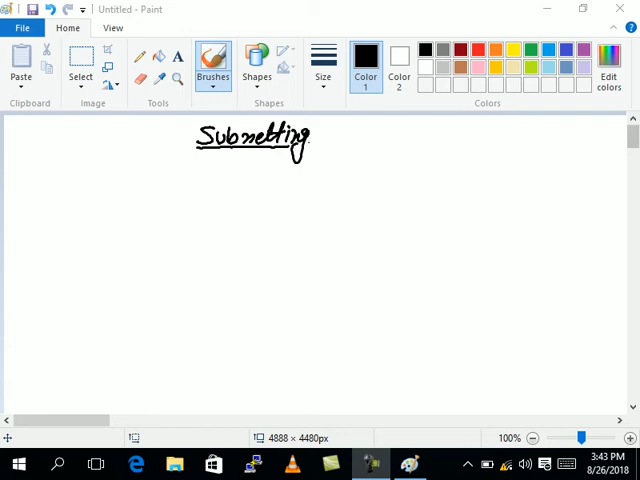 Untitled - Paint
File Home View
Paste Select Brushes Shapes Size Color 1 Color 2 Edit colors
Clipboard Image Tools Shapes Colors
Subnetting
4888 × 4480px 100%
3:43 PM
8/26/2018